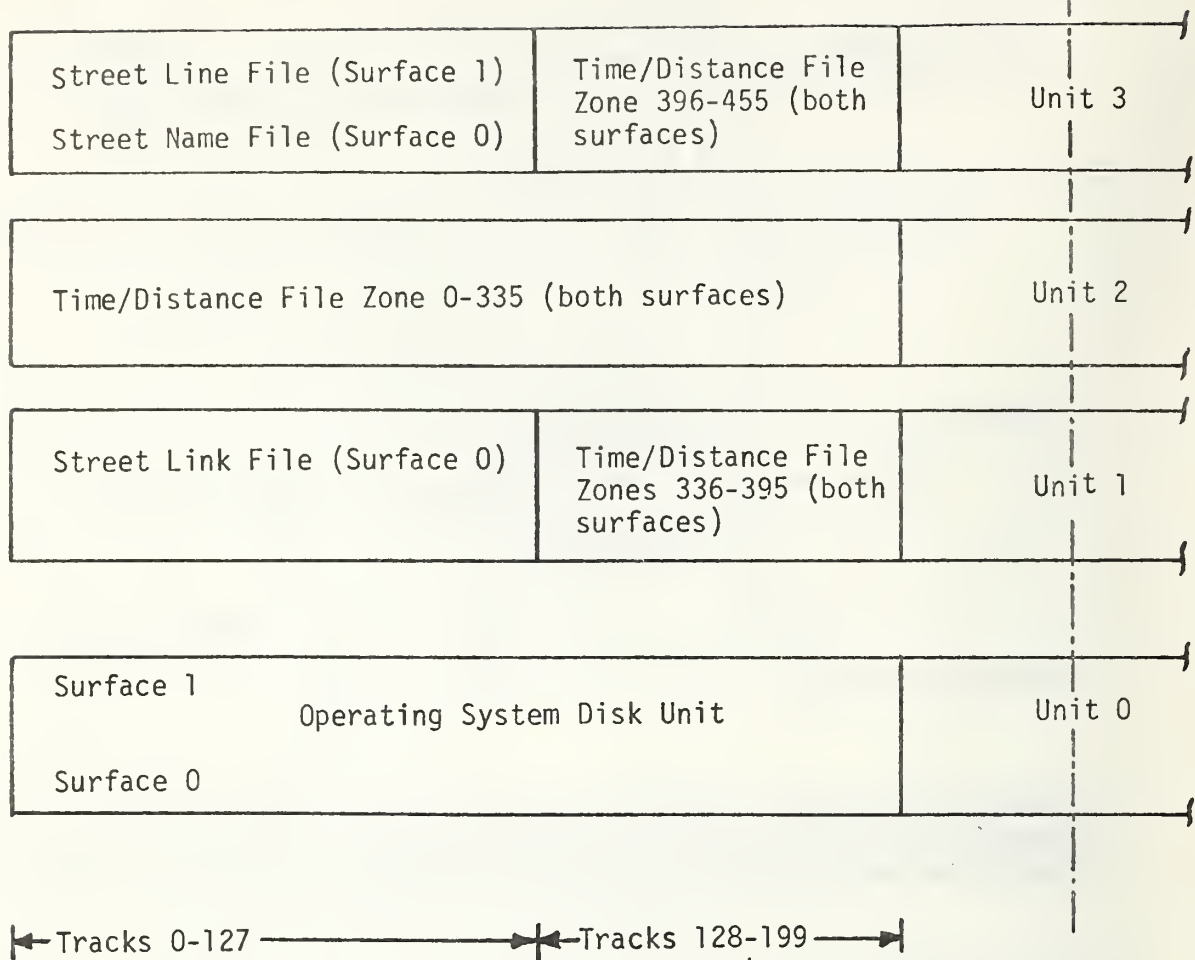 Street Line File (Surface 1)
Street Name File (Surface 0)
Time/Distance File
Zone 396-455 (both
surfaces)
Unit 3
Time/Distance File Zone 0-335 (both surfaces)
Unit 2
Street Link File (Surface 0)
Time/Distance File
Zones 336-395 (both
surfaces)
Unit 1
Surface 1
Operating System Disk Unit
Surface 0
Unit 0
Tracks 0-127
Tracks 128-199